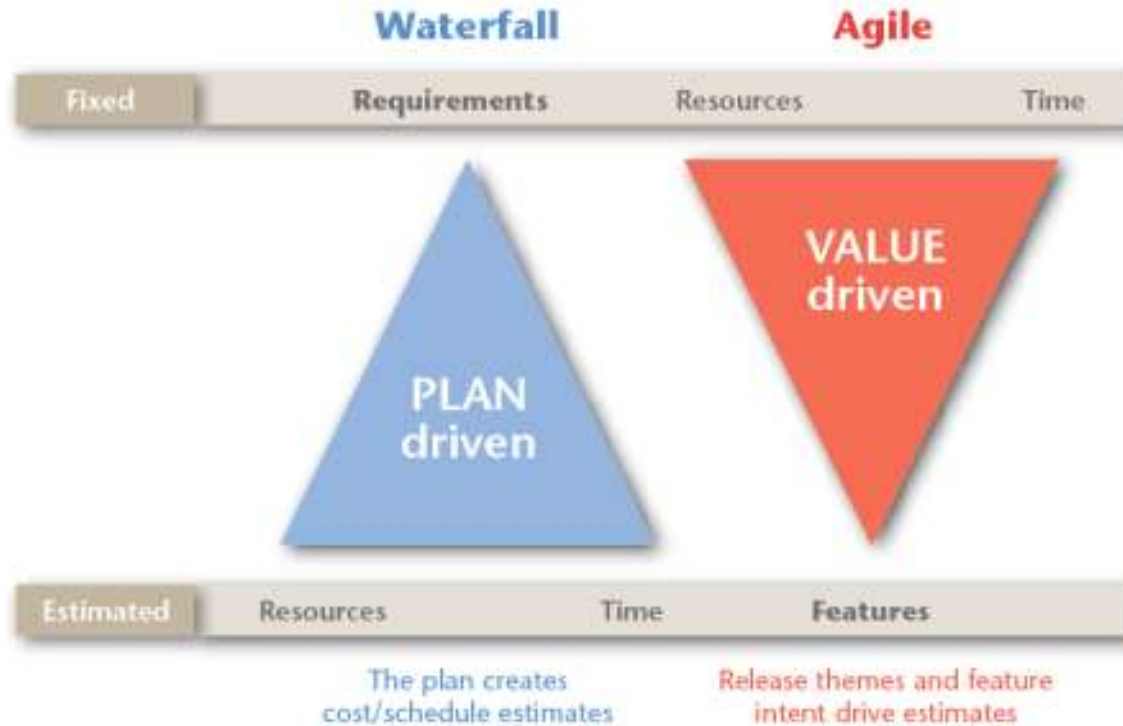 Waterfall Agile
Fixed Requirements Resources Time
VALUE
driven
PLAN
driven
Estimated Resources Time Features
The plan creates
cost/schedule estimates
Release themes and feature
intent drive estimates